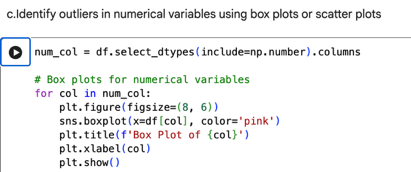 c.Identify outliers in numerical variables using box plots or scatter plots
num_col = df.select_dtypes(include=np.number).columns
# Box plots for numerical variables
for col in num_col:
    plt.figure(figsize=(8, 6))
    sns.boxplot(x=df[col], color='pink')
    plt.title(f'Box Plot of {col}')
    plt.xlabel(col)
    plt.show()